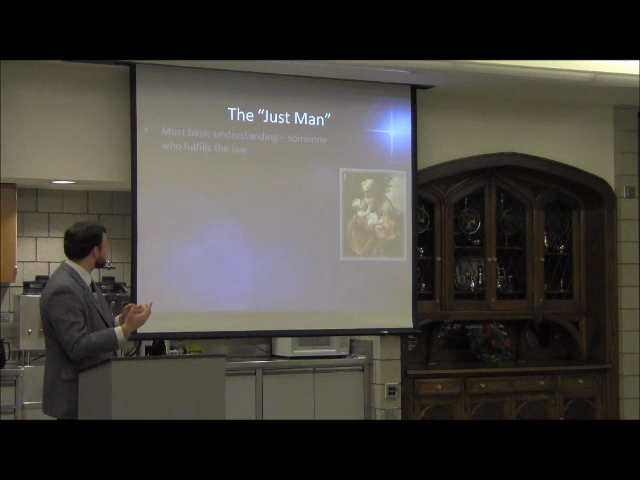 The “Just Man”
• Most basic understanding – someone
who fulfills the law